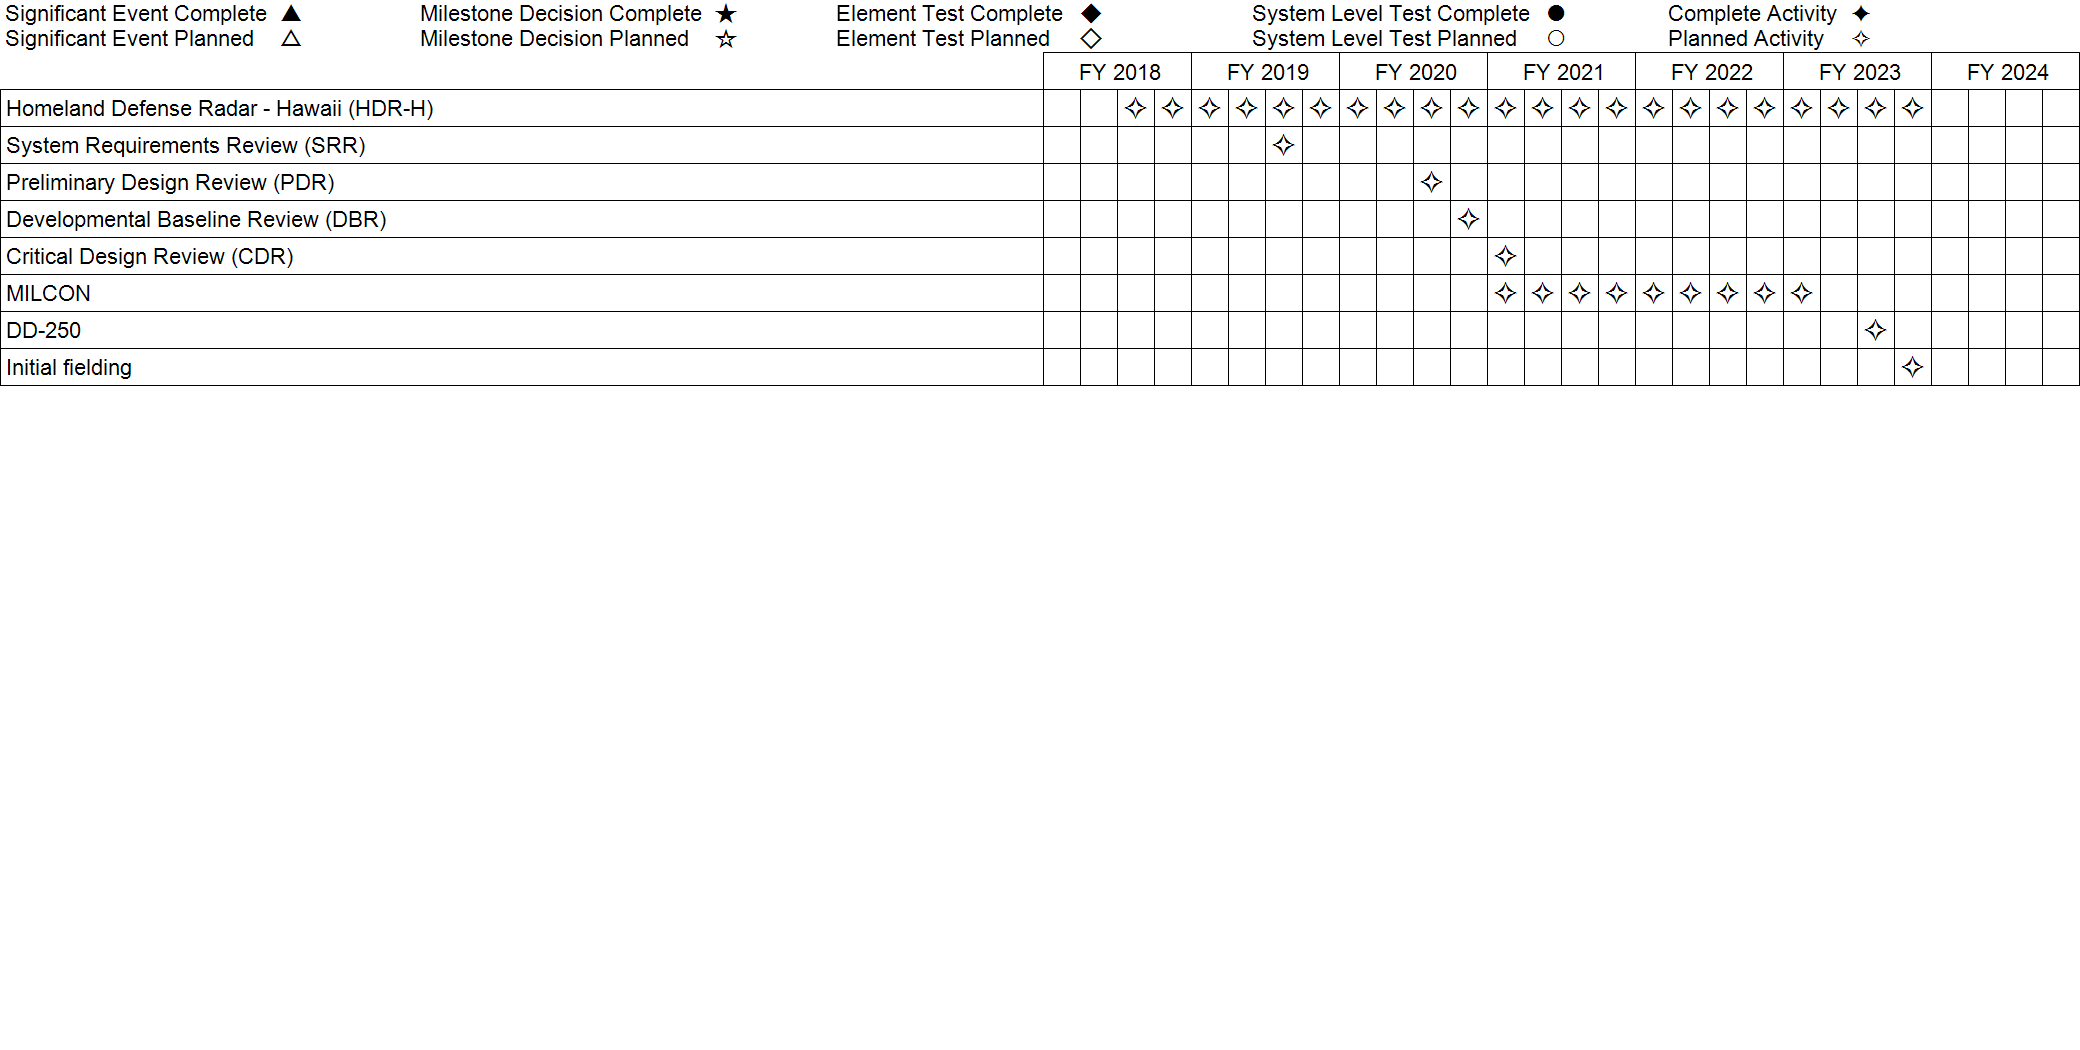 Significant Event Complete ▲ Milestone Decision Complete ★ Element Test Complete ◆ System Level Test Complete ● Complete Activity ✦
Significant Event Planned △ Milestone Decision Planned ☆ Element Test Planned ◇ System Level Test Planned ○ Planned Activity ✧
FY 2018 FY 2019 FY 2020 FY 2021 FY 2022 FY 2023 FY 2024
Homeland Defense Radar - Hawaii (HDR-H) ✧ ✧ ✧ ✧ ✧ ✧ ✧ ✧ ✧ ✧ ✧ ✧ ✧ ✧ ✧ ✧ ✧ ✧ ✧ ✧ ✧ ✧
System Requirements Review (SRR) ✧
Preliminary Design Review (PDR) ✧
Developmental Baseline Review (DBR) ✧
Critical Design Review (CDR) ✧
MILCON ✧ ✧ ✧ ✧ ✧ ✧ ✧ ✧ ✧
DD-250 ✧
Initial fielding ✧